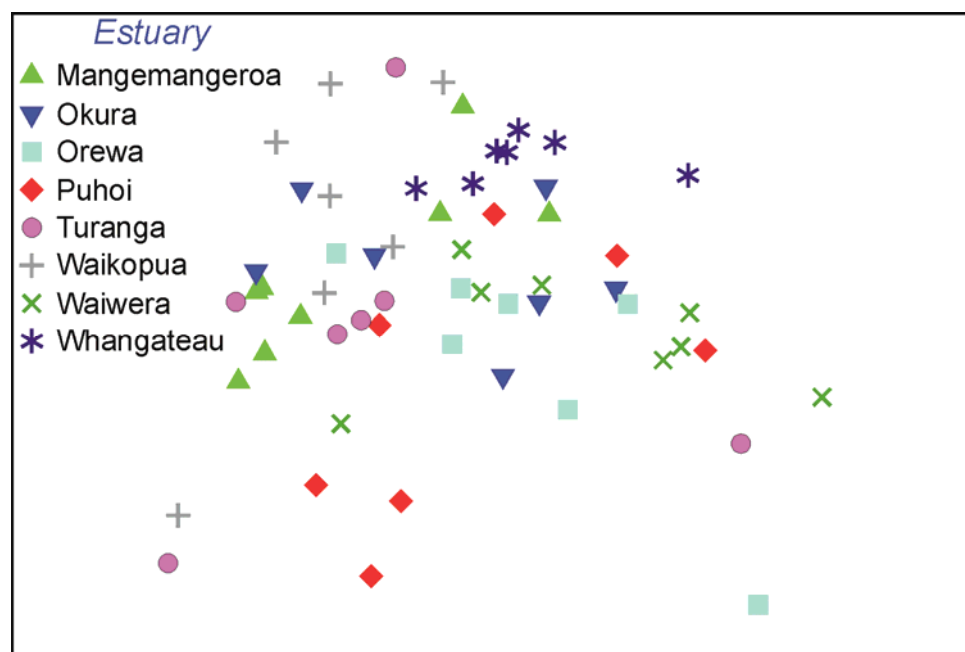 Estuary
Mangemangeroa
Okura
Orewa
Puhoi
Turanga
Waikopua
Waiwera
Whangateau